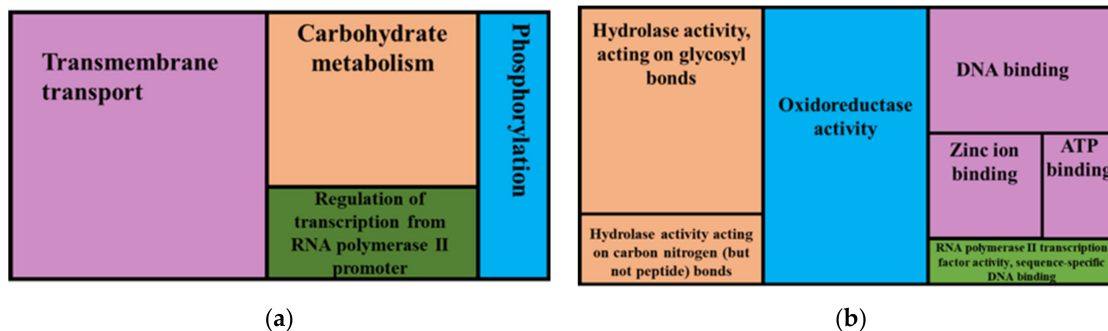 Transmembrane
transport
Carbohydrate
metabolism
Regulation of
transcription from
RNA polymerase II
promoter
Phosphorylation
(a)
Hydrolase activity,
acting on glycosyl
bonds
Hydrolase activity acting
on carbon nitrogen (but
not peptide) bonds
Oxidoreductase
activity
DNA binding
Zinc ion
binding
ATP
binding
RNA polymerase II transcription
factor activity, sequence-specific
DNA binding
(b)